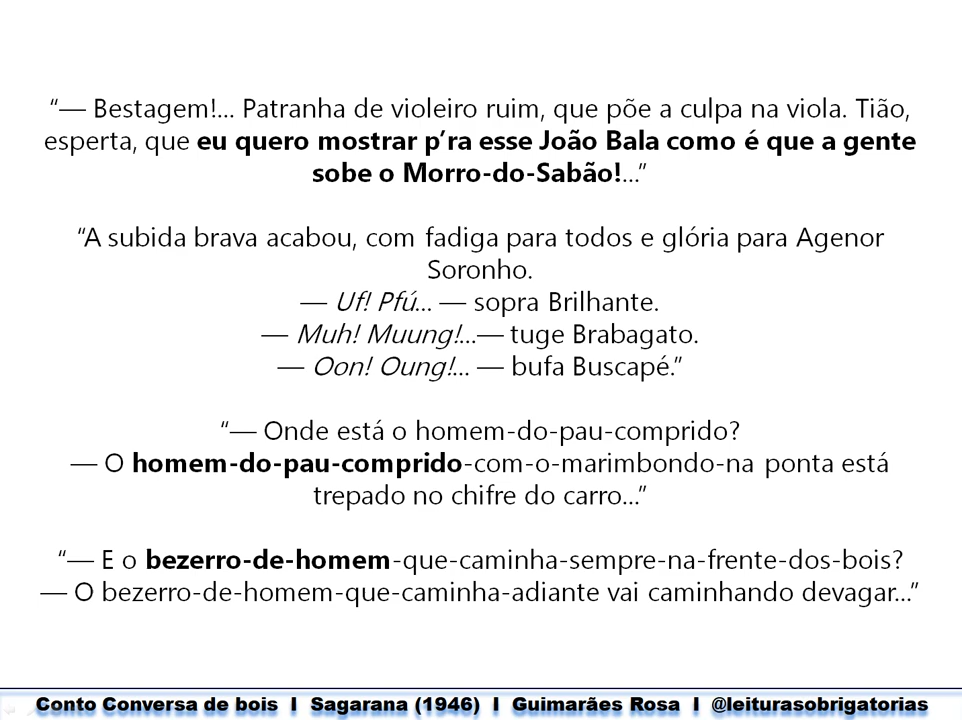 “— Bestagem!... Patranha de violeiro ruim, que põe a culpa na viola. Tião,
esperta, que eu quero mostrar p’ra esse João Bala como é que a gente
sobe o Morro-do-Sabão!...”
“A subida brava acabou, com fadiga para todos e glória para Agenor
Soronho.
— Uf! Pfú... — sopra Brilhante.
— Muh! Muung!...— tuge Brabagato.
— Oon! Oung!... — bufa Buscapé.”
“— Onde está o homem-do-pau-comprido?
— O homem-do-pau-comprido-com-o-marimbondo-na ponta está
trepado no chifre do carro...”
“— E o bezerro-de-homem-que-caminha-sempre-na-frente-dos-bois?
— O bezerro-de-homem-que-caminha-adiante vai caminhando devagar...”
Conto Conversa de bois I Sagarana (1946) I Guimarães Rosa I @leiturasobrigatorias